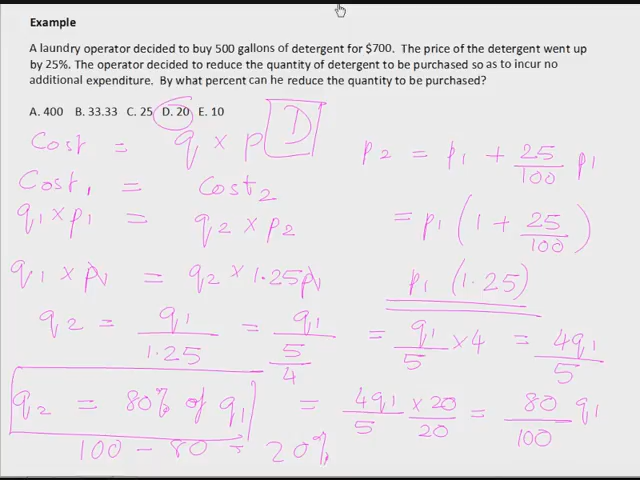 Example
A laundry operator decided to buy 500 gallons of detergent for $700. The price of the detergent went up
by 25%. The operator decided to reduce the quantity of detergent to be purchased so as to incur no
additional expenditure. By what percent can he reduce the quantity to be purchased?
A. 400 B. 33.33 C. 25 D. 20 E. 10
Cost = q × p D
Cost₁ = Cost₂
q₁ × p₁ = q₂ × p₂
q₁ × p₁ = q₂ × 1.25p₁
q₂ = q₁/1.25 = q₁/(5/4)
p₂ = p₁ + 25/100 p₁
= p₁ (1 + 25/100)
p₁ (1.25)
= q₁/5 × 4 = 4q₁/5
q₂ = 80% of q₁ = 4q₁/5 × 20/20 = 80/100 q₁
100 - 80 = 20%